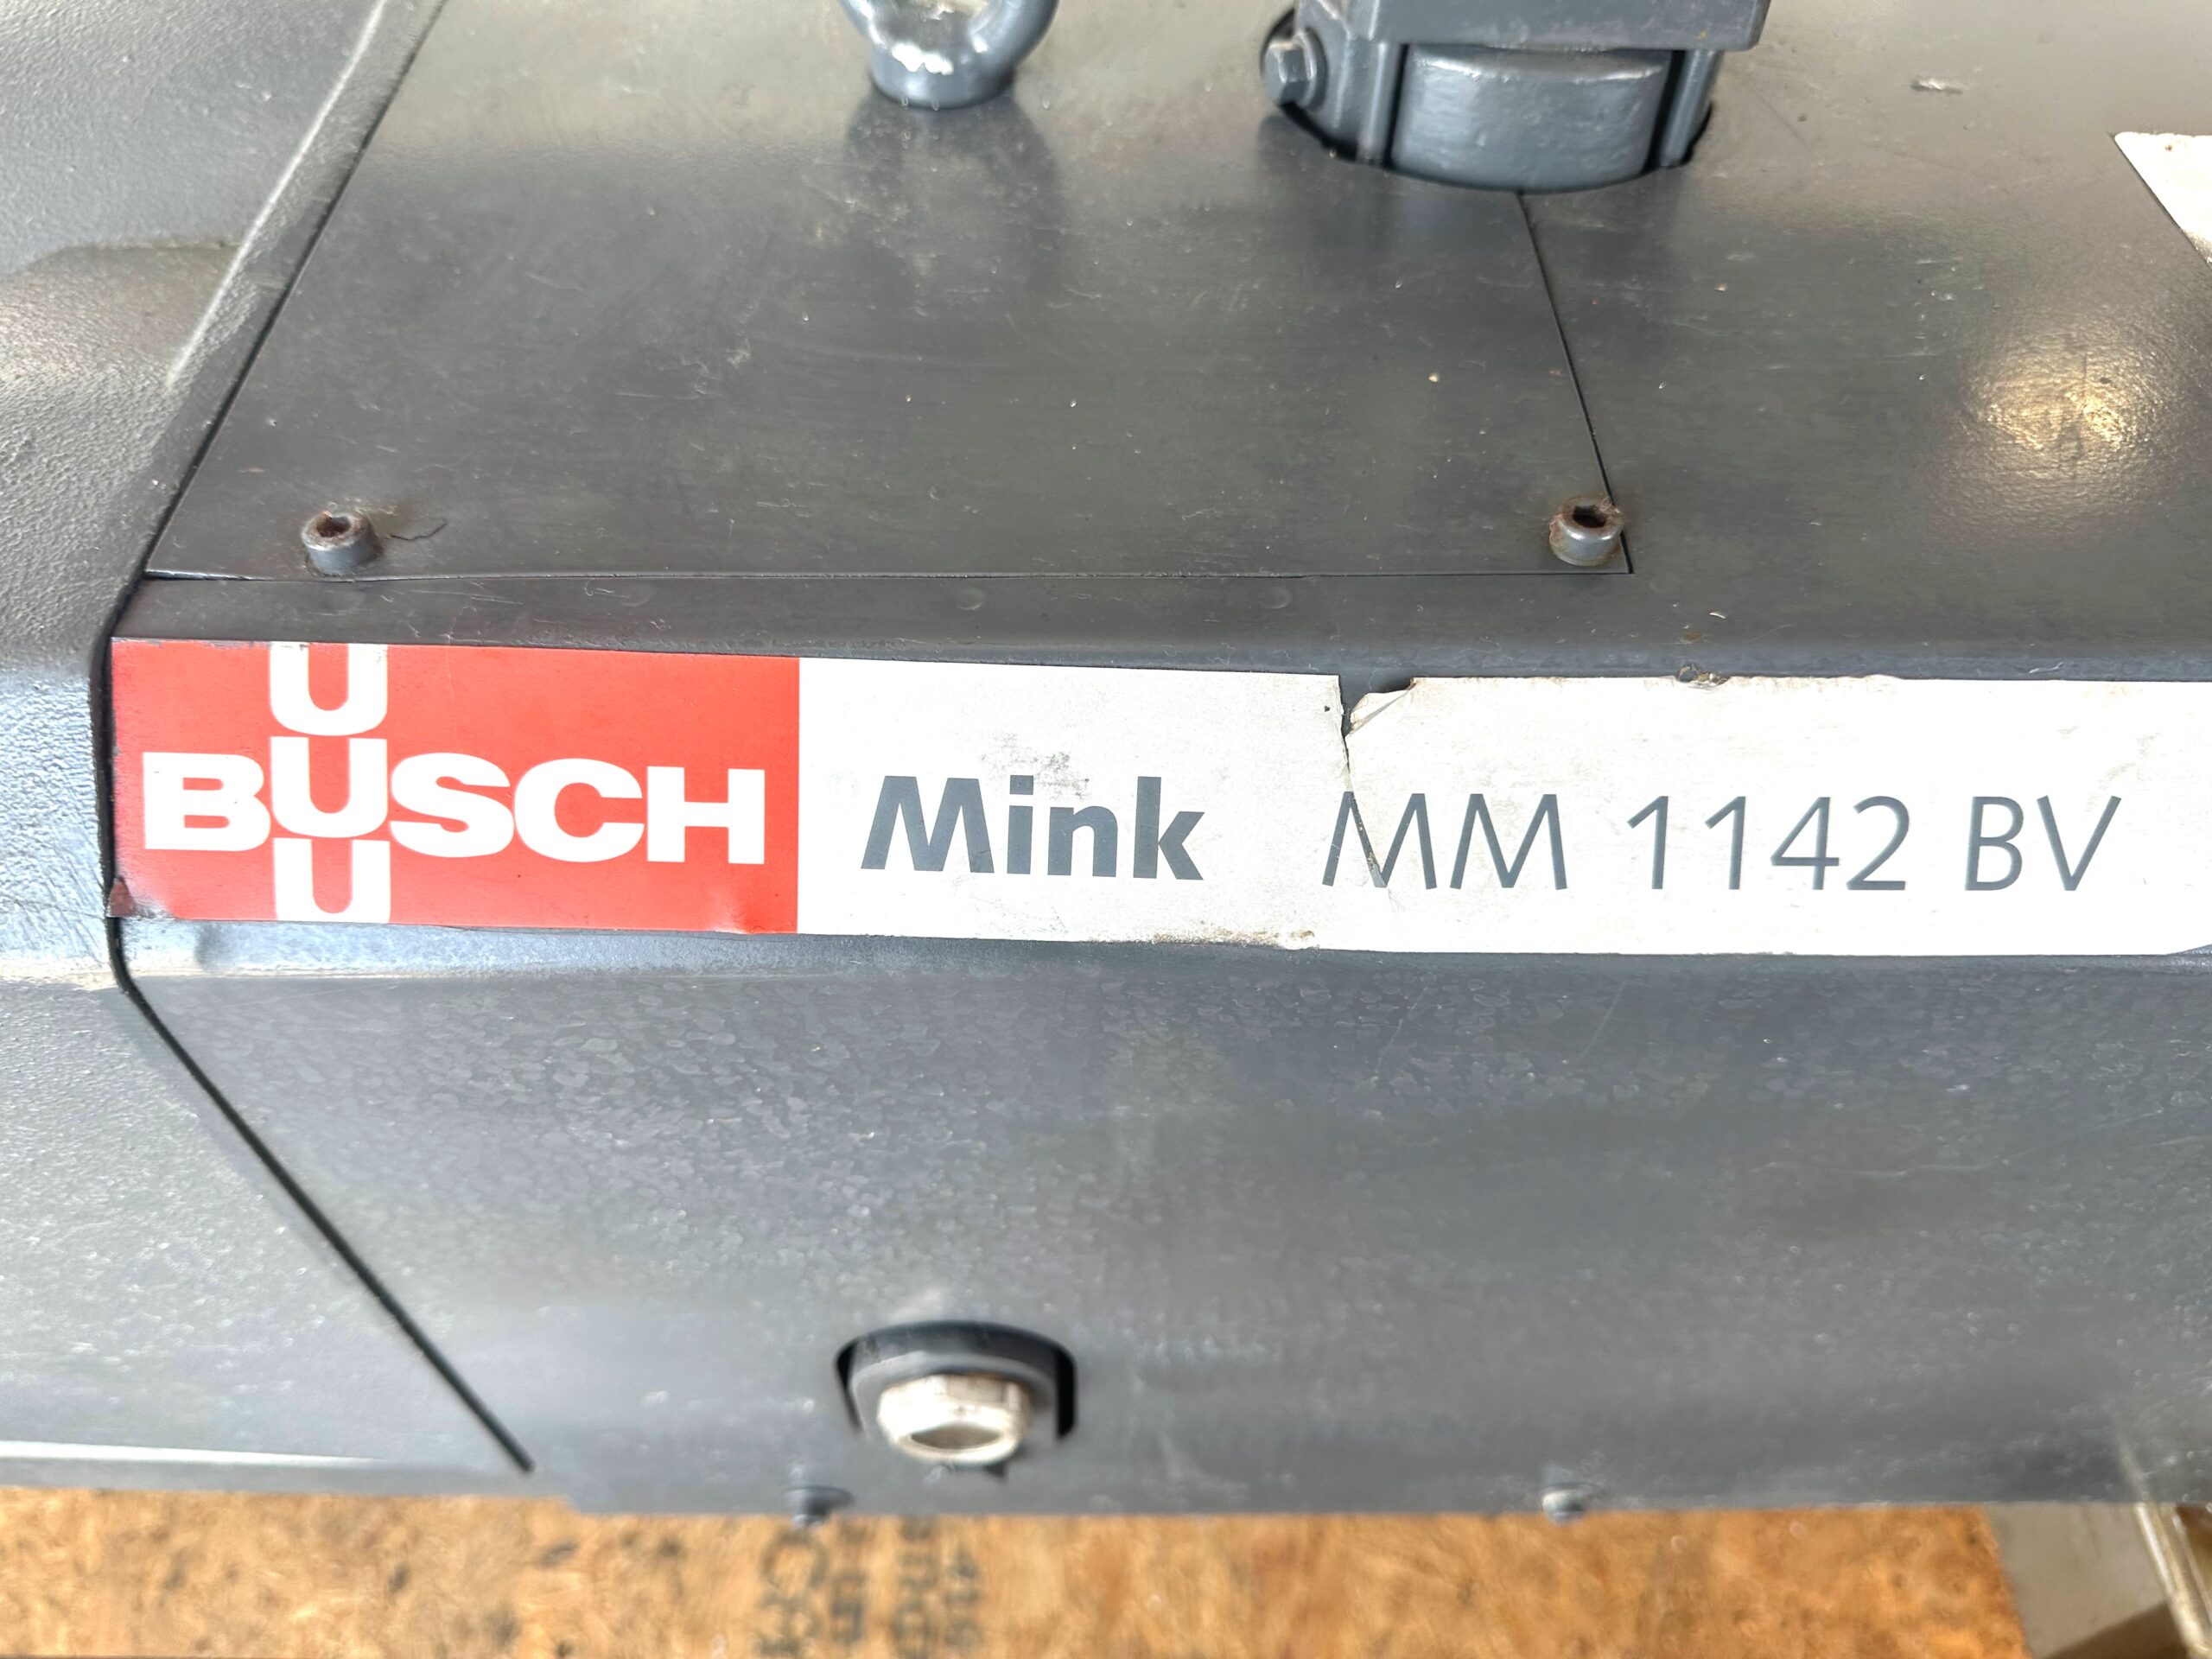 BUSCH Mink MM 1142 BV